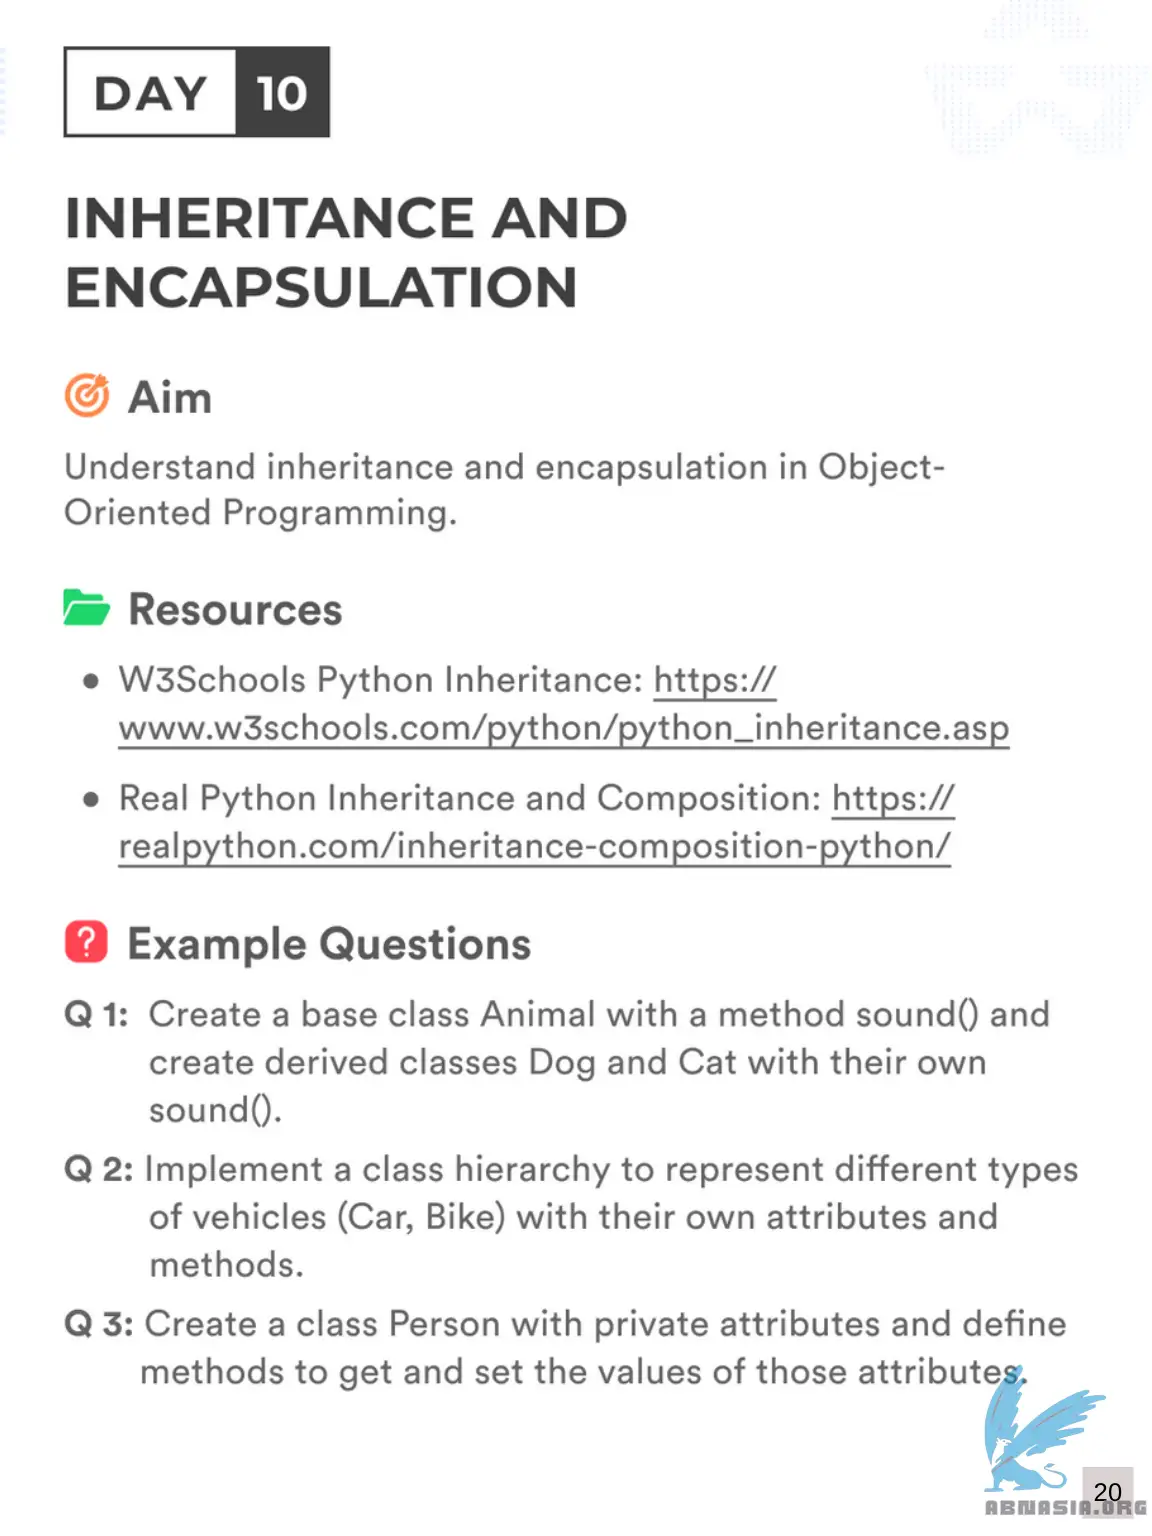 DAY 10
INHERITANCE AND
ENCAPSULATION
Aim
Understand inheritance and encapsulation in Object-
Oriented Programming.
Resources
• W3Schools Python Inheritance: https://
www.w3schools.com/python/python_inheritance.asp
• Real Python Inheritance and Composition: https://
realpython.com/inheritance-composition-python/
? Example Questions
Q 1: Create a base class Animal with a method sound() and
create derived classes Dog and Cat with their own
sound().
Q 2: Implement a class hierarchy to represent different types
of vehicles (Car, Bike) with their own attributes and
methods.
Q 3: Create a class Person with private attributes and define
methods to get and set the values of those attributes.
20
ABNASIA.ORG